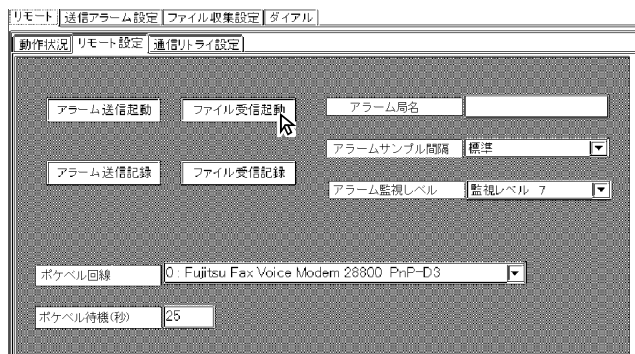 リモート 送信アラーム設定 ファイル収集設定 ダイアル
動作状況 リモート設定 通信リトライ設定
アラーム送信起動 ファイル受信起動 アラーム局名
アラームサンプル間隔 標準
アラーム送信記録 ファイル受信記録
アラーム監視レベル 監視レベル 7
ポケベル回線 0 : Fujitsu Fax Voice Modem 28800 PnP-D3
ポケベル待機(秒) 25